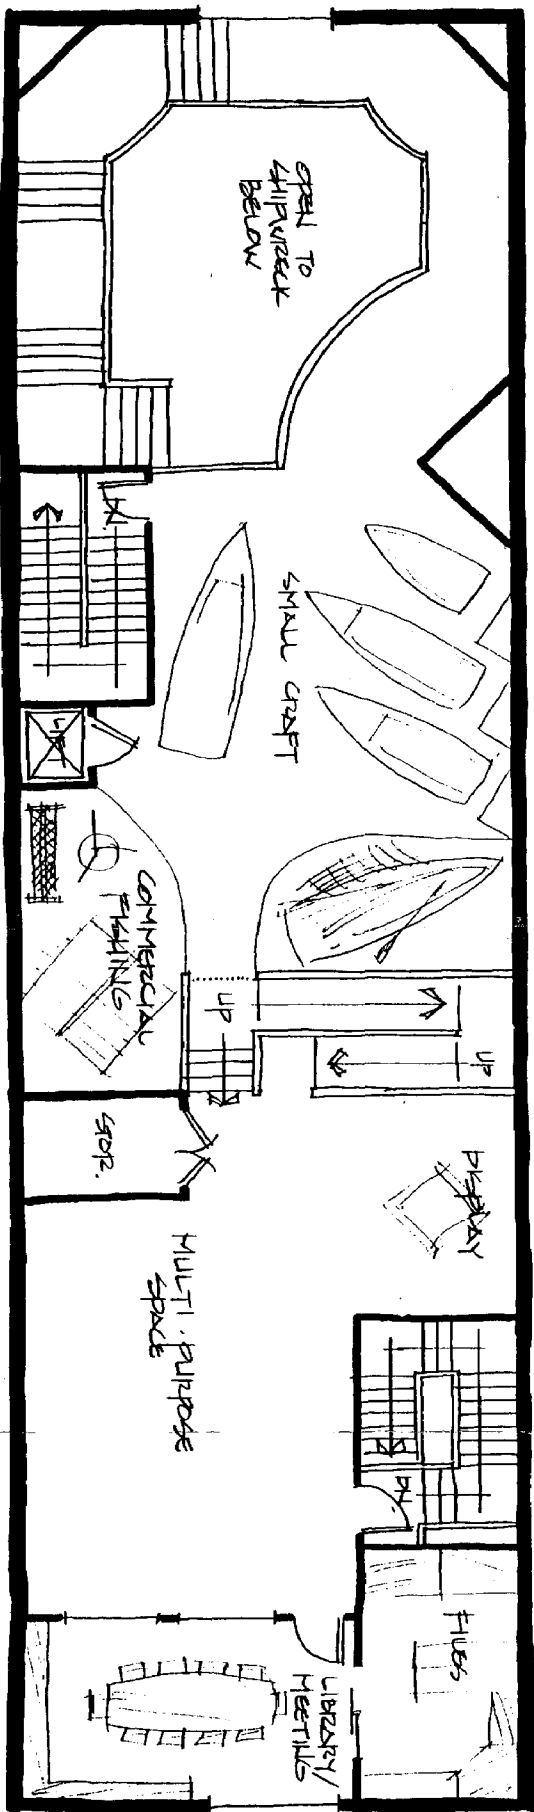 OPEN TO
SHIPWRECK
BELOW
DN.
SMALL CRAFT
LIFT
COMMERCIAL
FISHING
UP
UP
STOR.
DISPLAY
MULTI-PURPOSE
SPACE
DN.
FILES
LIBRARY/
MEETING